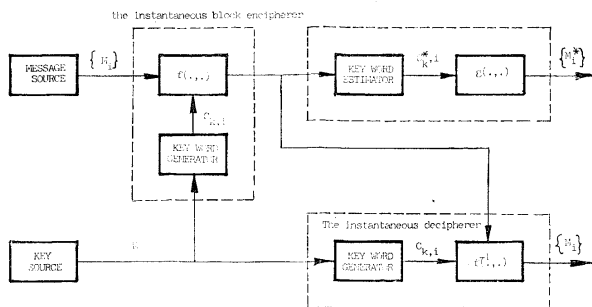 the Instantaneous block encipherer
MESSAGE
SOURCE
{M_i}
f(.,.)
KEY WORD
ESTIMATOR
C*_k,i
g(.,.)
{M*_i}
C_k,i
KEY WORD
GENERATOR
The Instantaneous decipherer
KEY
SOURCE
KEY WORD
GENERATOR
C_k,i
{M_i}